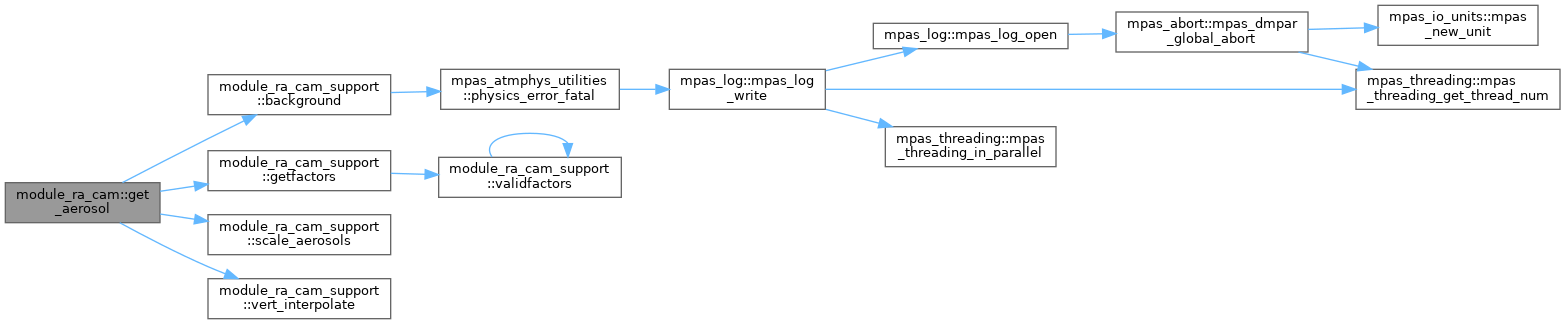 module_ra_cam::get
_aerosol
module_ra_cam_support
::background
mpas_atmphys_utilities
::physics_error_fatal
mpas_log::mpas_log
_write
mpas_log::mpas_log_open
mpas_abort::mpas_dmpar
_global_abort
mpas_io_units::mpas
_new_unit
mpas_threading::mpas
_threading_get_thread_num
mpas_threading::mpas
_threading_in_parallel
module_ra_cam_support
::getfactors
module_ra_cam_support
::validfactors
module_ra_cam_support
::scale_aerosols
module_ra_cam_support
::vert_interpolate